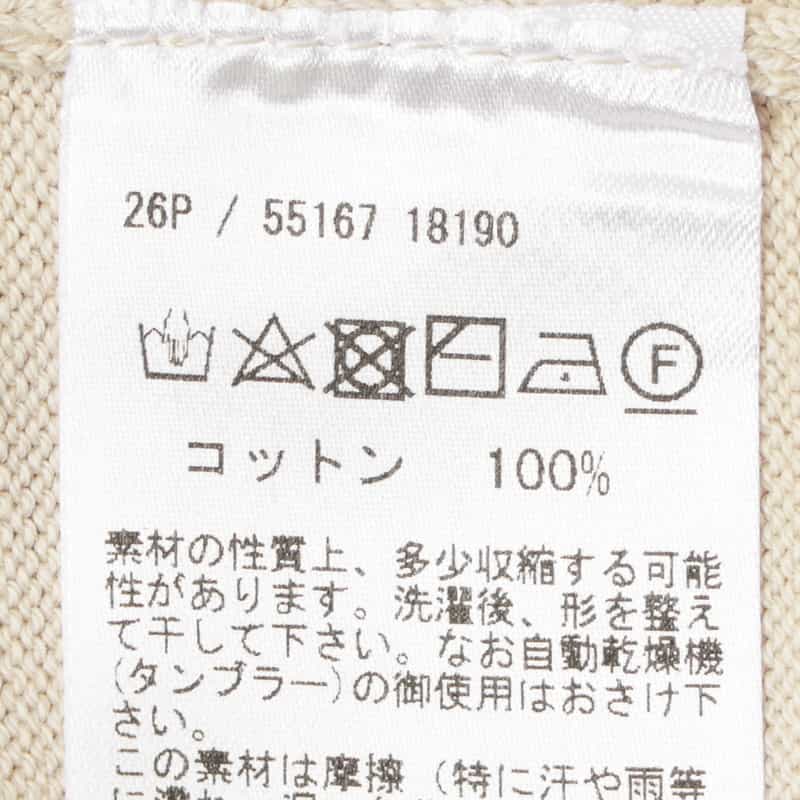 26P / 55167 18190
F
コットン 100%
素材の性質上、多少収縮する可能
性があります。洗濯後、形を整え
て干して下さい。なお自動乾燥機
(タンブラー)の御使用はおさけ下
さい。
この素材は摩擦 (特に汗や雨等